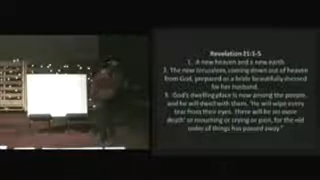 Revelation 21:1-5
1. A new heaven and a new earth
2. The new Jerusalem, coming down out of heaven
from God, prepared as a bride beautifully dressed
for her husband.
3. God's dwelling place is now among the people,
and he will dwell with them. 'He will wipe every
tear from their eyes. There will be no more
death' or mourning or crying or pain, for the old
order of things has passed away."